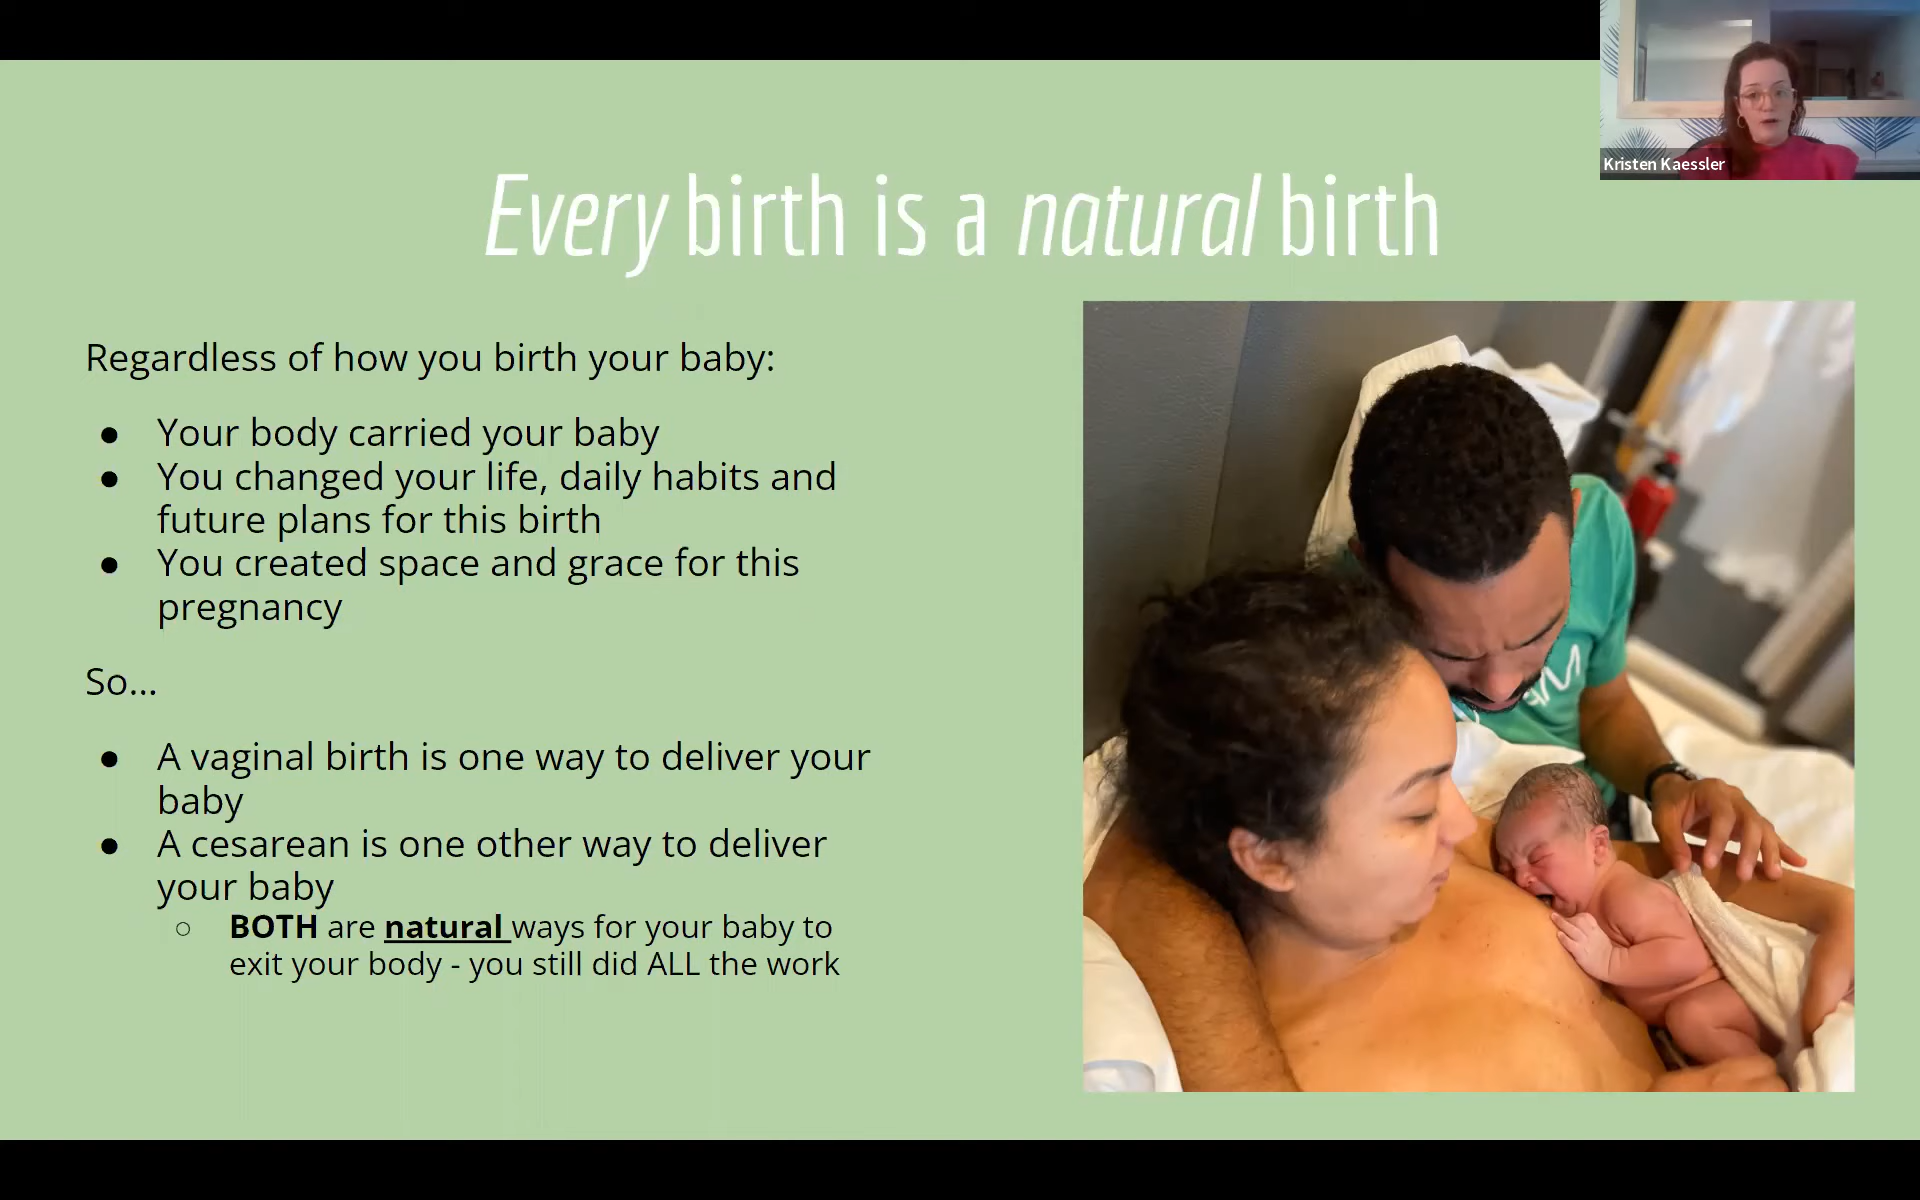 Kristen Kaessler
Every birth is a natural birth
Regardless of how you birth your baby:
● Your body carried your baby
● You changed your life, daily habits and
future plans for this birth
● You created space and grace for this
pregnancy
So...
● A vaginal birth is one way to deliver your
baby
● A cesarean is one other way to deliver
your baby
○ BOTH are natural ways for your baby to
exit your body - you still did ALL the work